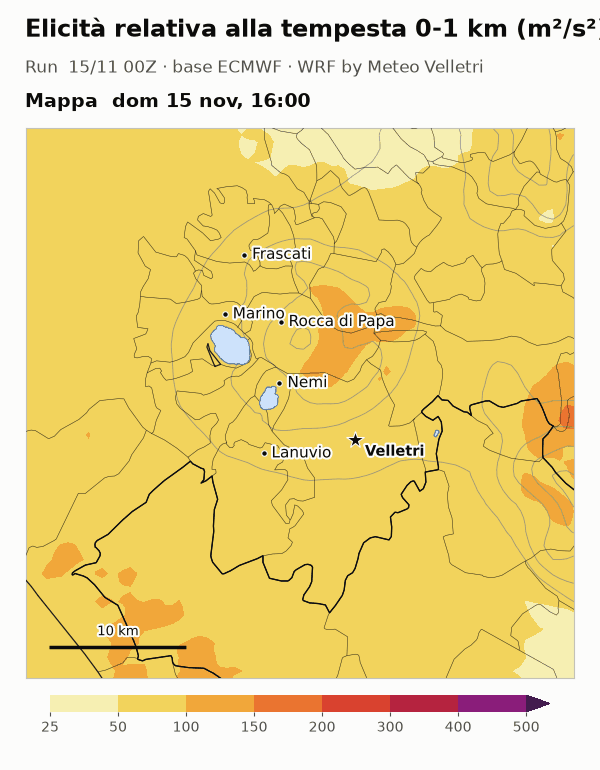 Elicità relativa alla tempesta 0-1 km (m²/s²)
Run 15/11 00Z · base ECMWF · WRF by Meteo Velletri
Mappa dom 15 nov, 16:00
Frascati
Marino
Rocca di Papa
Nemi
Velletri
Lanuvio
10 km
25 50 100 150 200 300 400 500